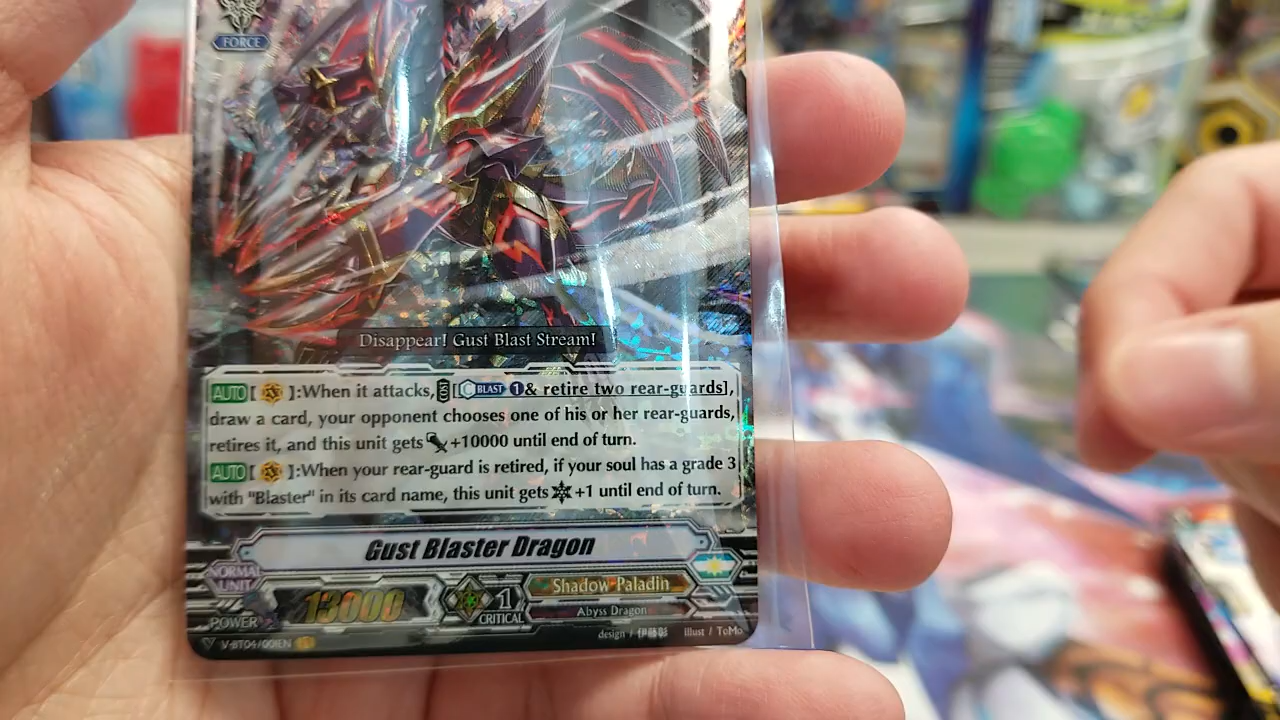 FORCE
Disappear! Gust Blast Stream!
AUTO [ ]:When it attacks, COST [C BLAST 1 & retire two rear-guards],
draw a card, your opponent chooses one of his or her rear-guards,
retires it, and this unit gets +10000 until end of turn.
AUTO [ ]:When your rear-guard is retired, if your soul has a grade 3
with "Blaster" in its card name, this unit gets +1 until end of turn.
Gust Blaster Dragon
NORMAL
UNIT
POWER
13000
1
CRITICAL
Shadow Paladin
Abyss Dragon
V-BT04/001EN
design / 伊藤彰 illust / ToMo